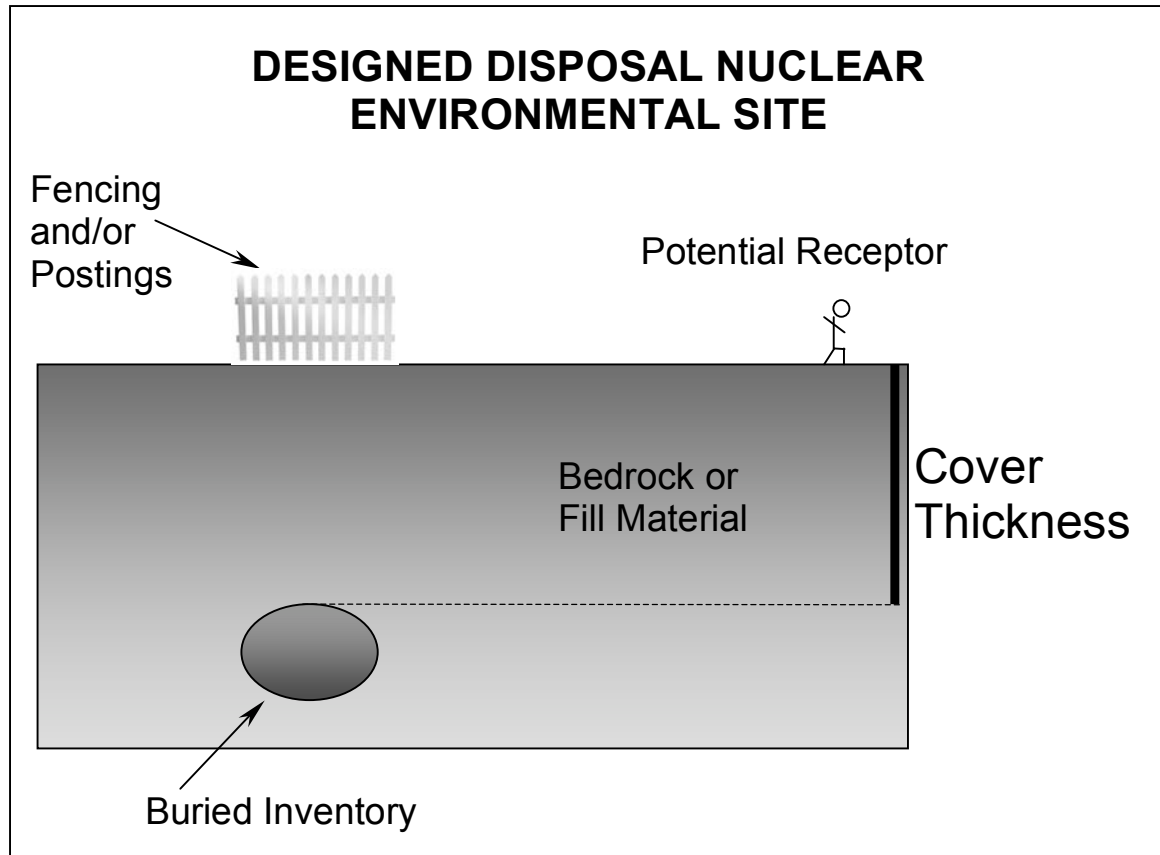 DESIGNED DISPOSAL NUCLEAR
ENVIRONMENTAL SITE
Fencing
and/or
Postings
Potential Receptor
Bedrock or
Fill Material
Cover
Thickness
Buried Inventory